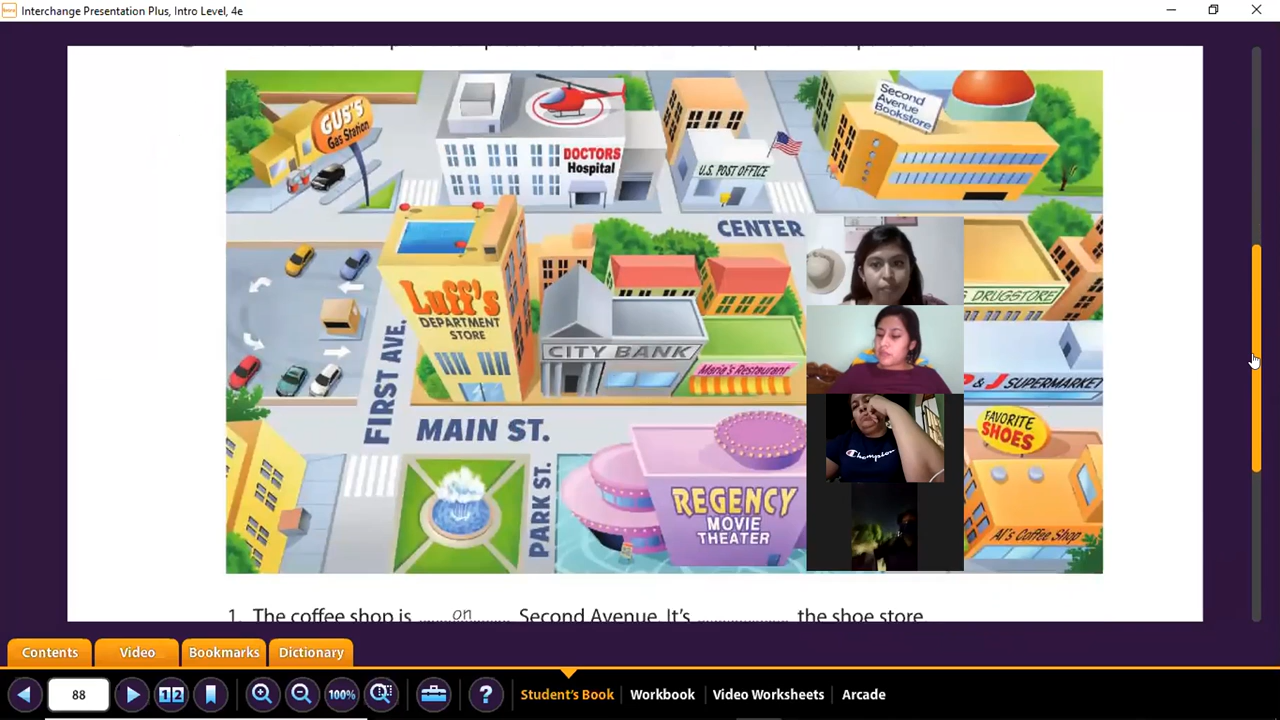 Interchange Presentation Plus, Intro Level, 4e
GUS'S
Gas Station
DOCTORS
Hospital
U.S. POST OFFICE
Second
Avenue
Bookstore
CENTER
Luff's
DEPARTMENT
STORE
CITY BANK
Maria's Restaurant
S DRUGSTORE
& J SUPERMARKET
FIRST AVE.
MAIN ST.
PARK ST.
REGENCY
MOVIE
THEATER
Champion
FAVORITE
SHOES
Al's Coffee Shop
1. The coffee shop is on Second Avenue. It's ............ the shoe store.
Contents Video Bookmarks Dictionary
88 1 2 100% ? Student's Book Workbook Video Worksheets Arcade